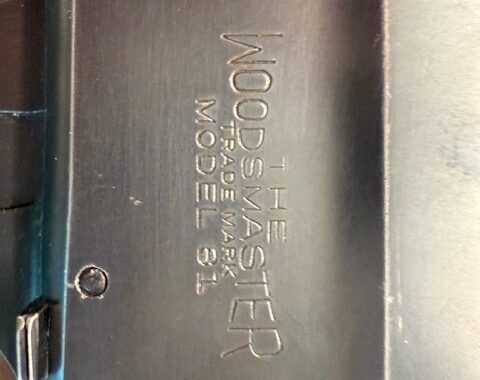 THE
WOODSMASTER
TRADE MARK
MODEL 81